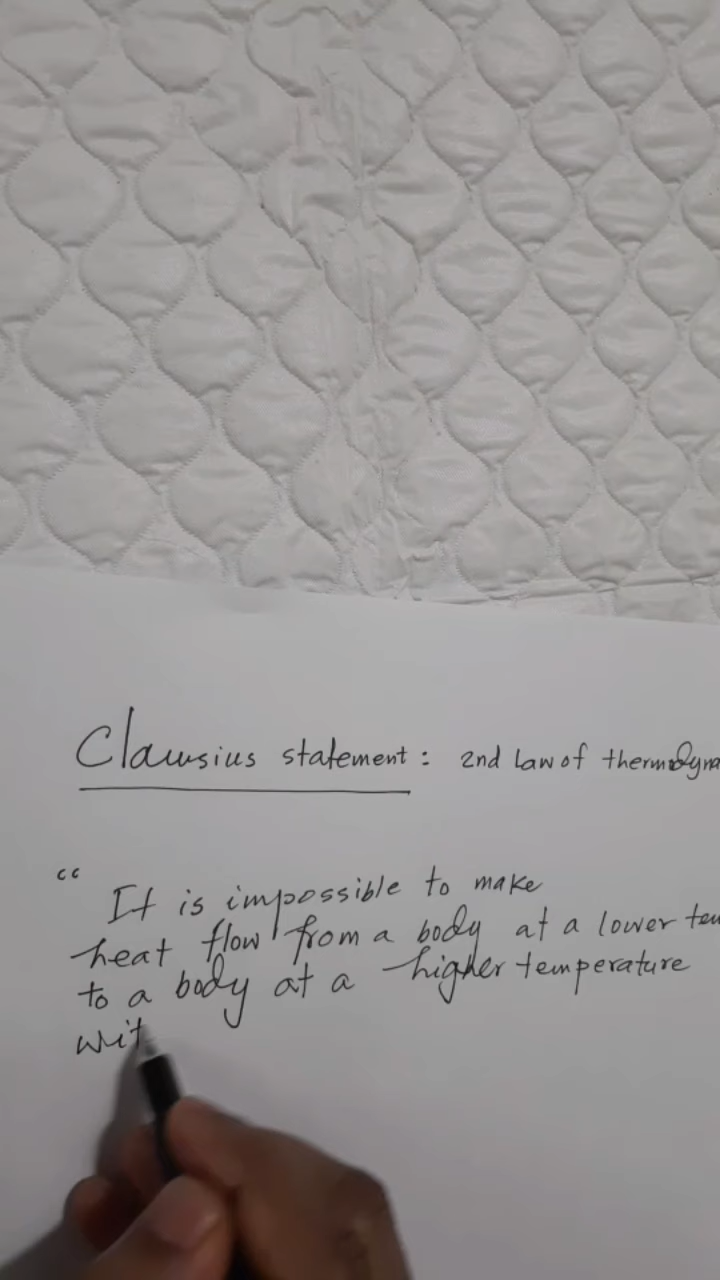 Clausius statement : 2nd law of thermodyna
“ It is impossible to make
heat flow from a body at a lower tem
to a body at a higher temperature
wit